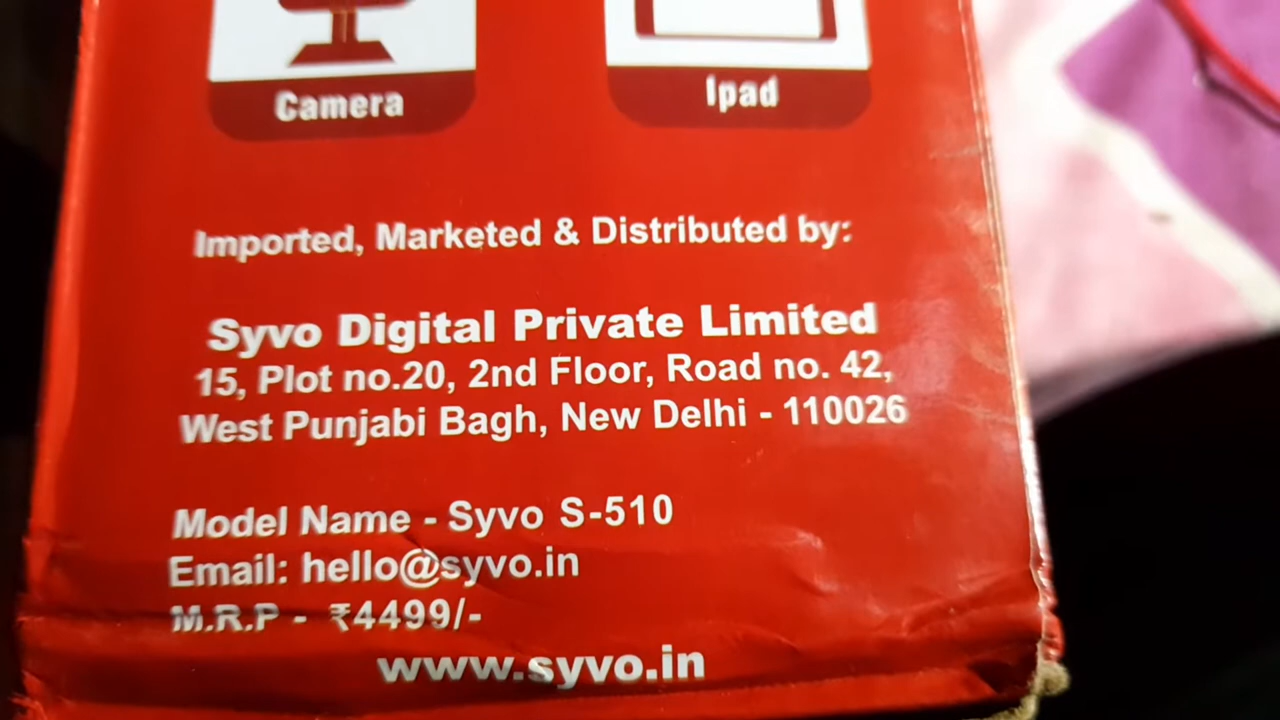 Camera
Ipad
Imported, Marketed & Distributed by:
Syvo Digital Private Limited
15, Plot no.20, 2nd Floor, Road no. 42,
West Punjabi Bagh, New Delhi - 110026
Model Name - Syvo S-510
Email: hello@syvo.in
M.R.P - ₹4499/-
www.syvo.in